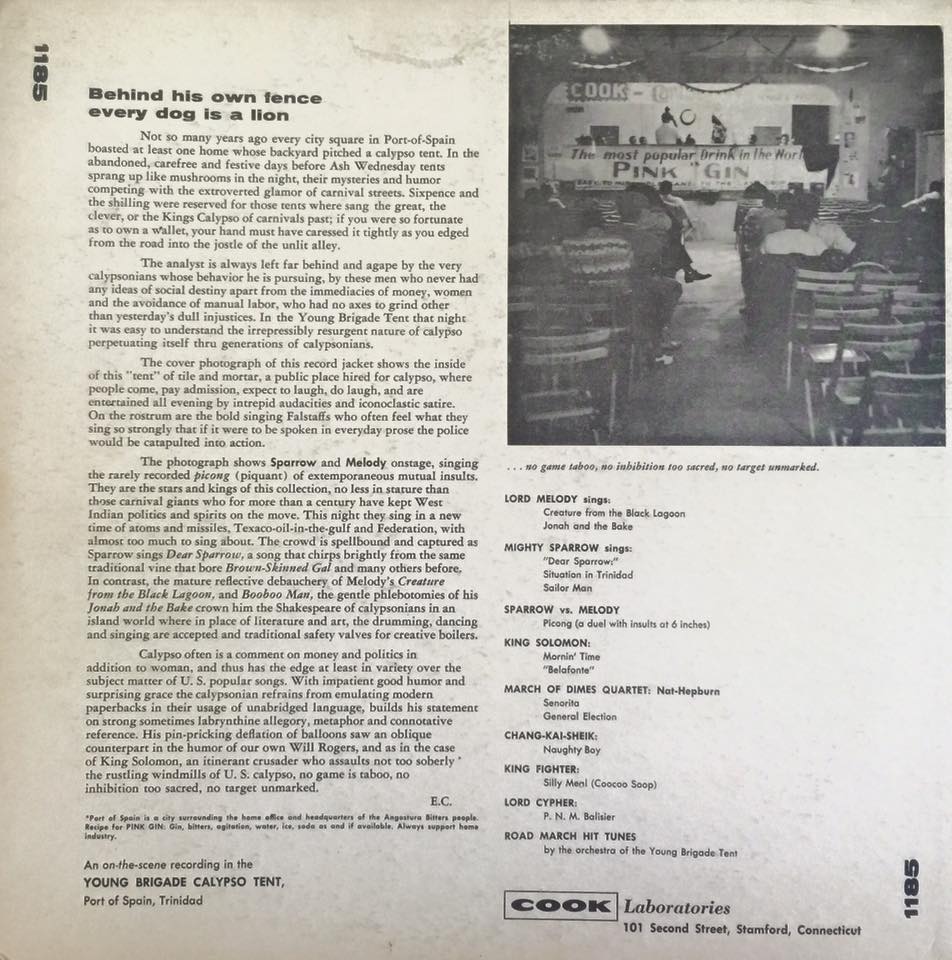 1185
Behind his own fence
every dog is a lion
Not so many years ago every city square in Port-of-Spain
boasted at least one home whose backyard pitched a calypso tent. In the
abandoned, carefree and festive days before Ash Wednesday tents
sprang up like mushrooms in the night, their mysteries and humor
competing with the extroverted glamor of carnival streets. Sixpence and
the shilling were reserved for those tents where sang the great, the
clever, or the Kings Calypso of carnivals past; if you were so fortunate
as to own a wallet, your hand must have caressed it tightly as you edged
from the road into the jostle of the unlit alley.
The analyst is always left far behind and agape by the very
calypsonians whose behavior he is pursuing, by these men who never had
any ideas of social destiny apart from the immediacies of money, women
and the avoidance of manual labor, who had no axes to grind other
than yesterday's dull injustices. In the Young Brigade Tent that night
it was easy to understand the irrepressibly resurgent nature of calypso
perpetuating itself thru generations of calypsonians.
The cover photograph of this record jacket shows the inside
of this "tent" of tile and mortar, a public place hired for calypso, where
people come, pay admission, expect to laugh, do laugh, and are
entertained all evening by intrepid audacities and iconoclastic satire.
On the rostrum are the bold singing Falstaffs who often feel what they
sing so strongly that if it were to be spoken in everyday prose the police
would be catapulted into action.
The photograph shows Sparrow and Melody onstage, singing
the rarely recorded picong (piquant) of extemporaneous mutual insults.
They are the stars and kings of this collection, no less in stature than
those carnival giants who for more than a century have kept West
Indian politics and spirits on the move. This night they sing in a new
time of atoms and missiles, Texaco-oil-in-the-gulf and Federation, with
almost too much to sing about. The crowd is spellbound and captured as
Sparrow sings Dear Sparrow, a song that chirps brightly from the same
traditional vine that bore Brown-Skinned Gal and many others before.
In contrast, the mature reflective debauchery of Melody's Creature
from the Black Lagoon, and Booboo Man, the gentle phlebotomies of his
Jonah and the Bake crown him the Shakespeare of calypsonians in an
island world where in place of literature and art, the drumming, dancing
and singing are accepted and traditional safety valves for creative boilers.
Calypso often is a comment on money and politics in
addition to woman, and thus has the edge at least in variety over the
subject matter of U. S. popular songs. With impatient good humor and
surprising grace the calypsonian refrains from emulating modern
paperbacks in their usage of unabridged language, builds his statement
on strong sometimes labrynthine allegory, metaphor and connotative
reference. His pin-pricking deflation of balloons saw an oblique
counterpart in the humor of our own Will Rogers, and as in the case
of King Solomon, an itinerant crusader who assaults not too soberly *
the rustling windmills of U. S. calypso, no game is taboo, no
inhibition too sacred, no target unmarked.
E.C.
*Port of Spain is a city surrounding the home office and headquarters of the Angostura Bitters people.
Recipe for PINK GIN: Gin, bitters, agitation, water, ice, soda as and if available. Always support home
industry.
An on-the-scene recording in the
YOUNG BRIGADE CALYPSO TENT,
Port of Spain, Trinidad
COOK -
The most popular Drink in the Worl
PINK GIN
. . . no game taboo, no inhibition too sacred, no target unmarked.
LORD MELODY sings:
Creature from the Black Lagoon
Jonah and the Bake
MIGHTY SPARROW sings:
"Dear Sparrow:"
Situation in Trinidad
Sailor Man
SPARROW vs. MELODY
Picong (a duel with insults at 6 inches)
KING SOLOMON:
Mornin' Time
"Belafonte"
MARCH OF DIMES QUARTET: Nat-Hepburn
Senorita
General Election
CHANG-KAI-SHEIK:
Naughty Boy
KING FIGHTER:
Silly Meni (Coocoo Soop)
LORD CYPHER:
P. N. M. Balisier
ROAD MARCH HIT TUNES
by the orchestra of the Young Brigade Tent
COOK Laboratories
101 Second Street, Stamford, Connecticut
1185